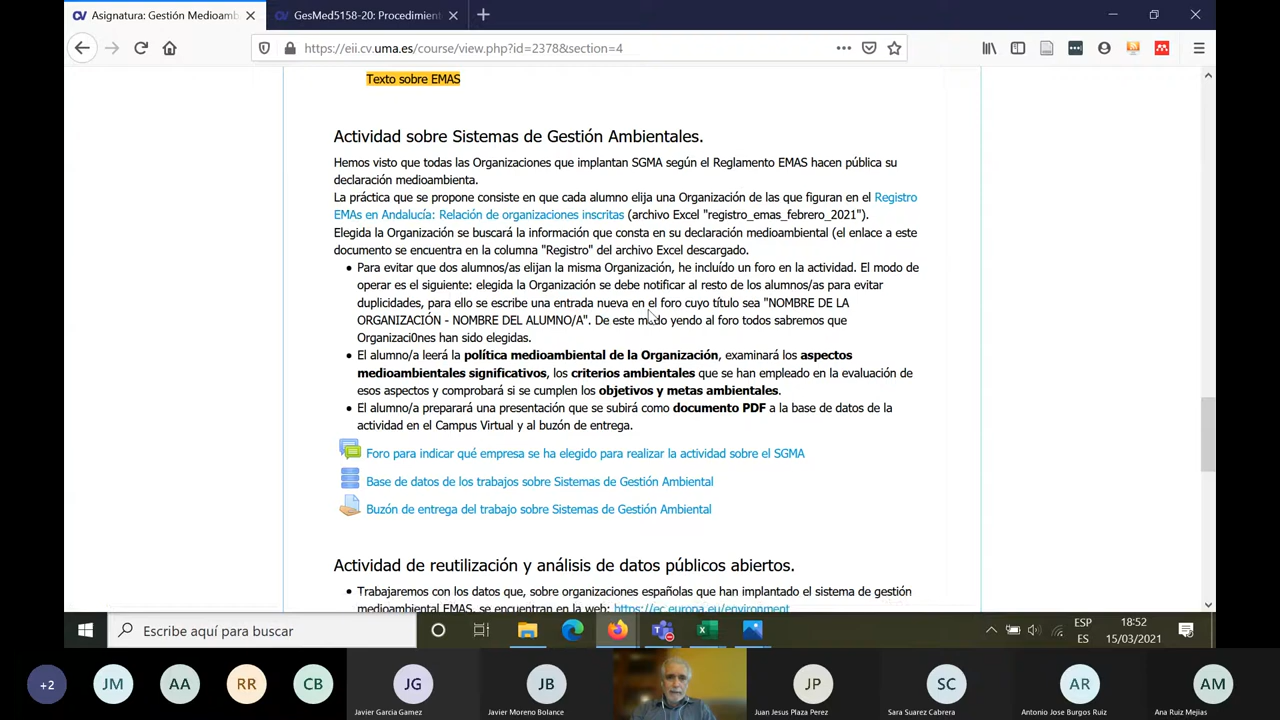 Asignatura: Gestión Medioamb
GesMed5158-20: Procedimient
https://eii.cv.uma.es/course/view.php?id=2378&section=4
Texto sobre EMAS
Actividad sobre Sistemas de Gestión Ambientales.
Hemos visto que todas las Organizaciones que implantan SGMA según el Reglamento EMAS hacen pública su
declaración medioambienta.
La práctica que se propone consiste en que cada alumno elija una Organización de las que figuran en el Registro
EMAs en Andalucía: Relación de organizaciones inscritas (archivo Excel "registro_emas_febrero_2021").
Elegida la Organización se buscará la información que consta en su declaración medioambiental (el enlace a este
documento se encuentra en la columna "Registro" del archivo Excel descargado.
• Para evitar que dos alumnos/as elijan la misma Organización, he incluído un foro en la actividad. El modo de
operar es el siguiente: elegida la Organización se debe notificar al resto de los alumnos/as para evitar
duplicidades, para ello se escribe una entrada nueva en el foro cuyo título sea "NOMBRE DE LA
ORGANIZACIÓN - NOMBRE DEL ALUMNO/A". De este modo yendo al foro todos sabremos que
Organizaci0nes han sido elegidas.
• El alumno/a leerá la política medioambiental de la Organización, examinará los aspectos
medioambientales significativos, los criterios ambientales que se han empleado en la evaluación de
esos aspectos y comprobará si se cumplen los objetivos y metas ambientales.
• El alumno/a preparará una presentación que se subirá como documento PDF a la base de datos de la
actividad en el Campus Virtual y al buzón de entrega.
Foro para indicar qué empresa se ha elegido para realizar la actividad sobre el SGMA
Base de datos de los trabajos sobre Sistemas de Gestión Ambiental
Buzón de entrega del trabajo sobre Sistemas de Gestión Ambiental
Actividad de reutilización y análisis de datos públicos abiertos.
• Trabajaremos con los datos que, sobre organizaciones españolas que han implantado el sistema de gestión
medioambiental EMAS, se encuentran en la web: https://ec.europa.eu/environment
Escribe aquí para buscar
ESP
ES
18:52
15/03/2021
+2
JM
AA
RR
CB
JG
Javier Garcia Gamez
JB
Javier Moreno Bolance
JP
Juan Jesus Plaza Perez
SC
Sara Suarez Cabrera
AR
Antonio Jose Burgos Ruiz
AM
Ana Ruiz Mejias